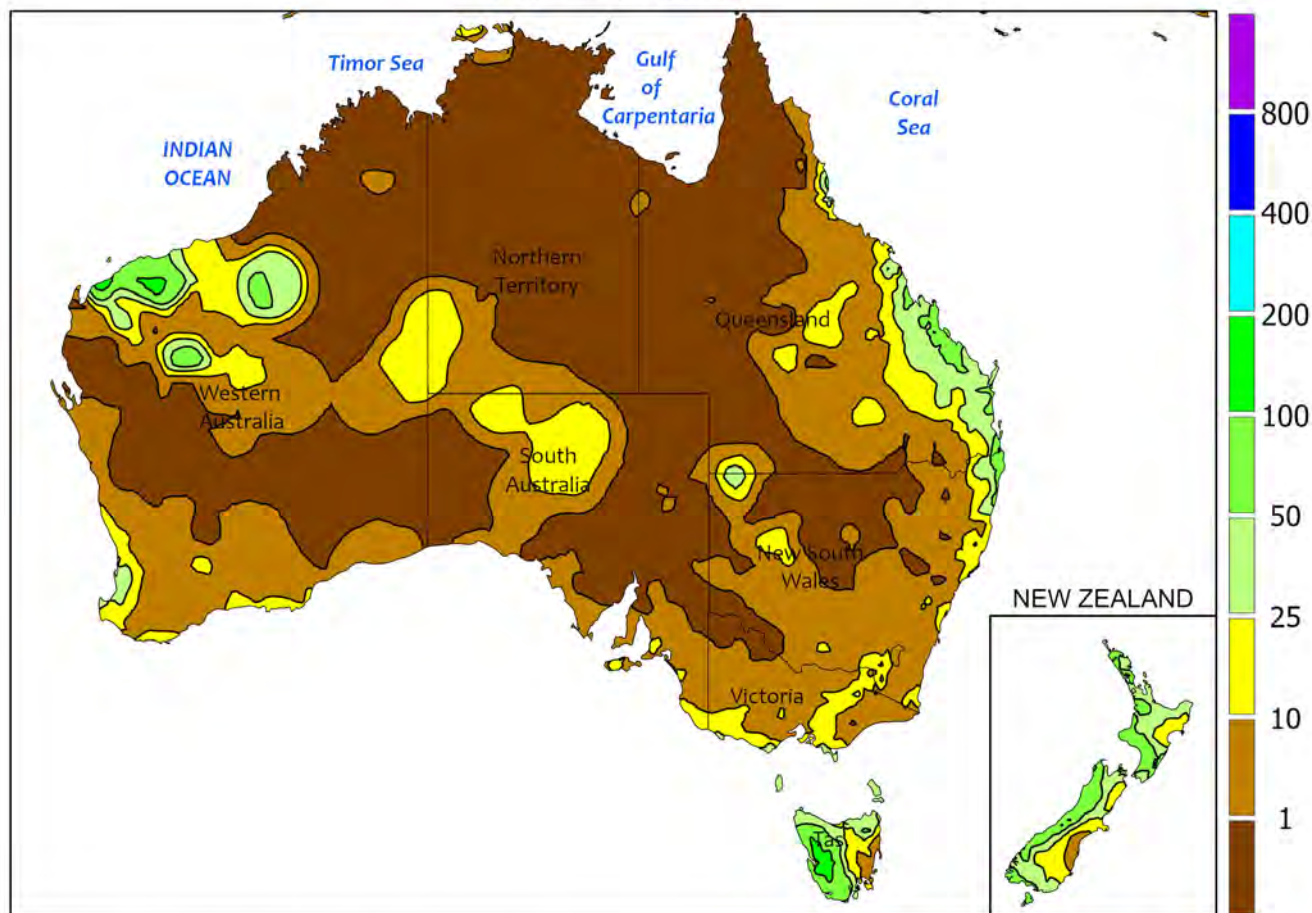 Timor Sea
Gulf
of
Carpentaria
Coral
Sea
INDIAN
OCEAN
Northern
Territory
Queensland
Western
Australia
South
Australia
New South
Wales
Victoria
Tas
NEW ZEALAND
800
400
200
100
50
25
10
1